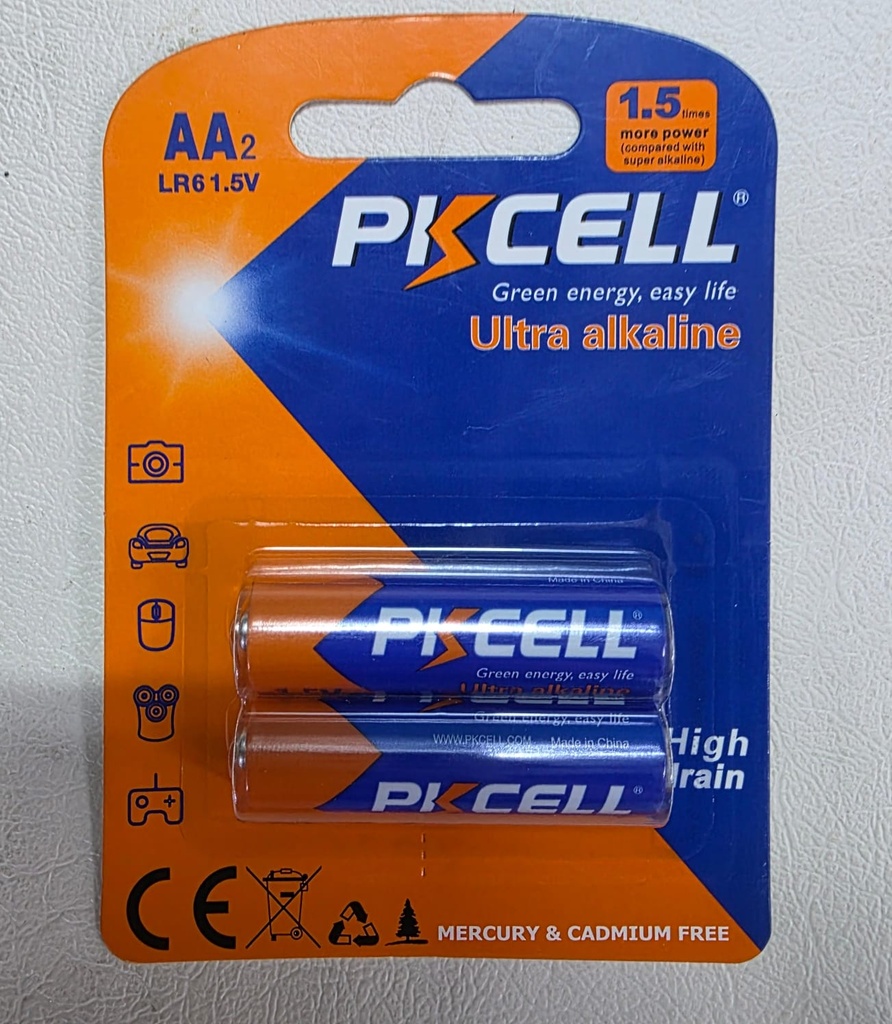 AA2
LR6 1.5V
1.5 times
more power
(compared with
super alkaline)
PKCELL®
Green energy, easy life
Ultra alkaline
Made in China
PKCELL®
Green energy, easy life
Ultra alkaline
Green energy, easy life
WWW.PKCELL.COM Made in China
PKCELL®
High
drain
CE
MERCURY & CADMIUM FREE